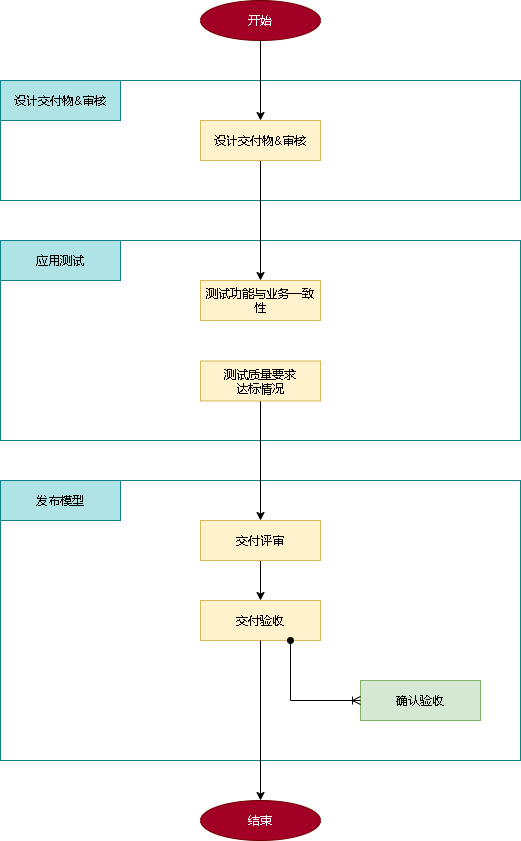 开始
设计交付物&审核
设计交付物&审核
应用测试
测试功能与业务一致
性
测试质量要求
达标情况
发布模型
交付评审
交付验收
确认验收
结束